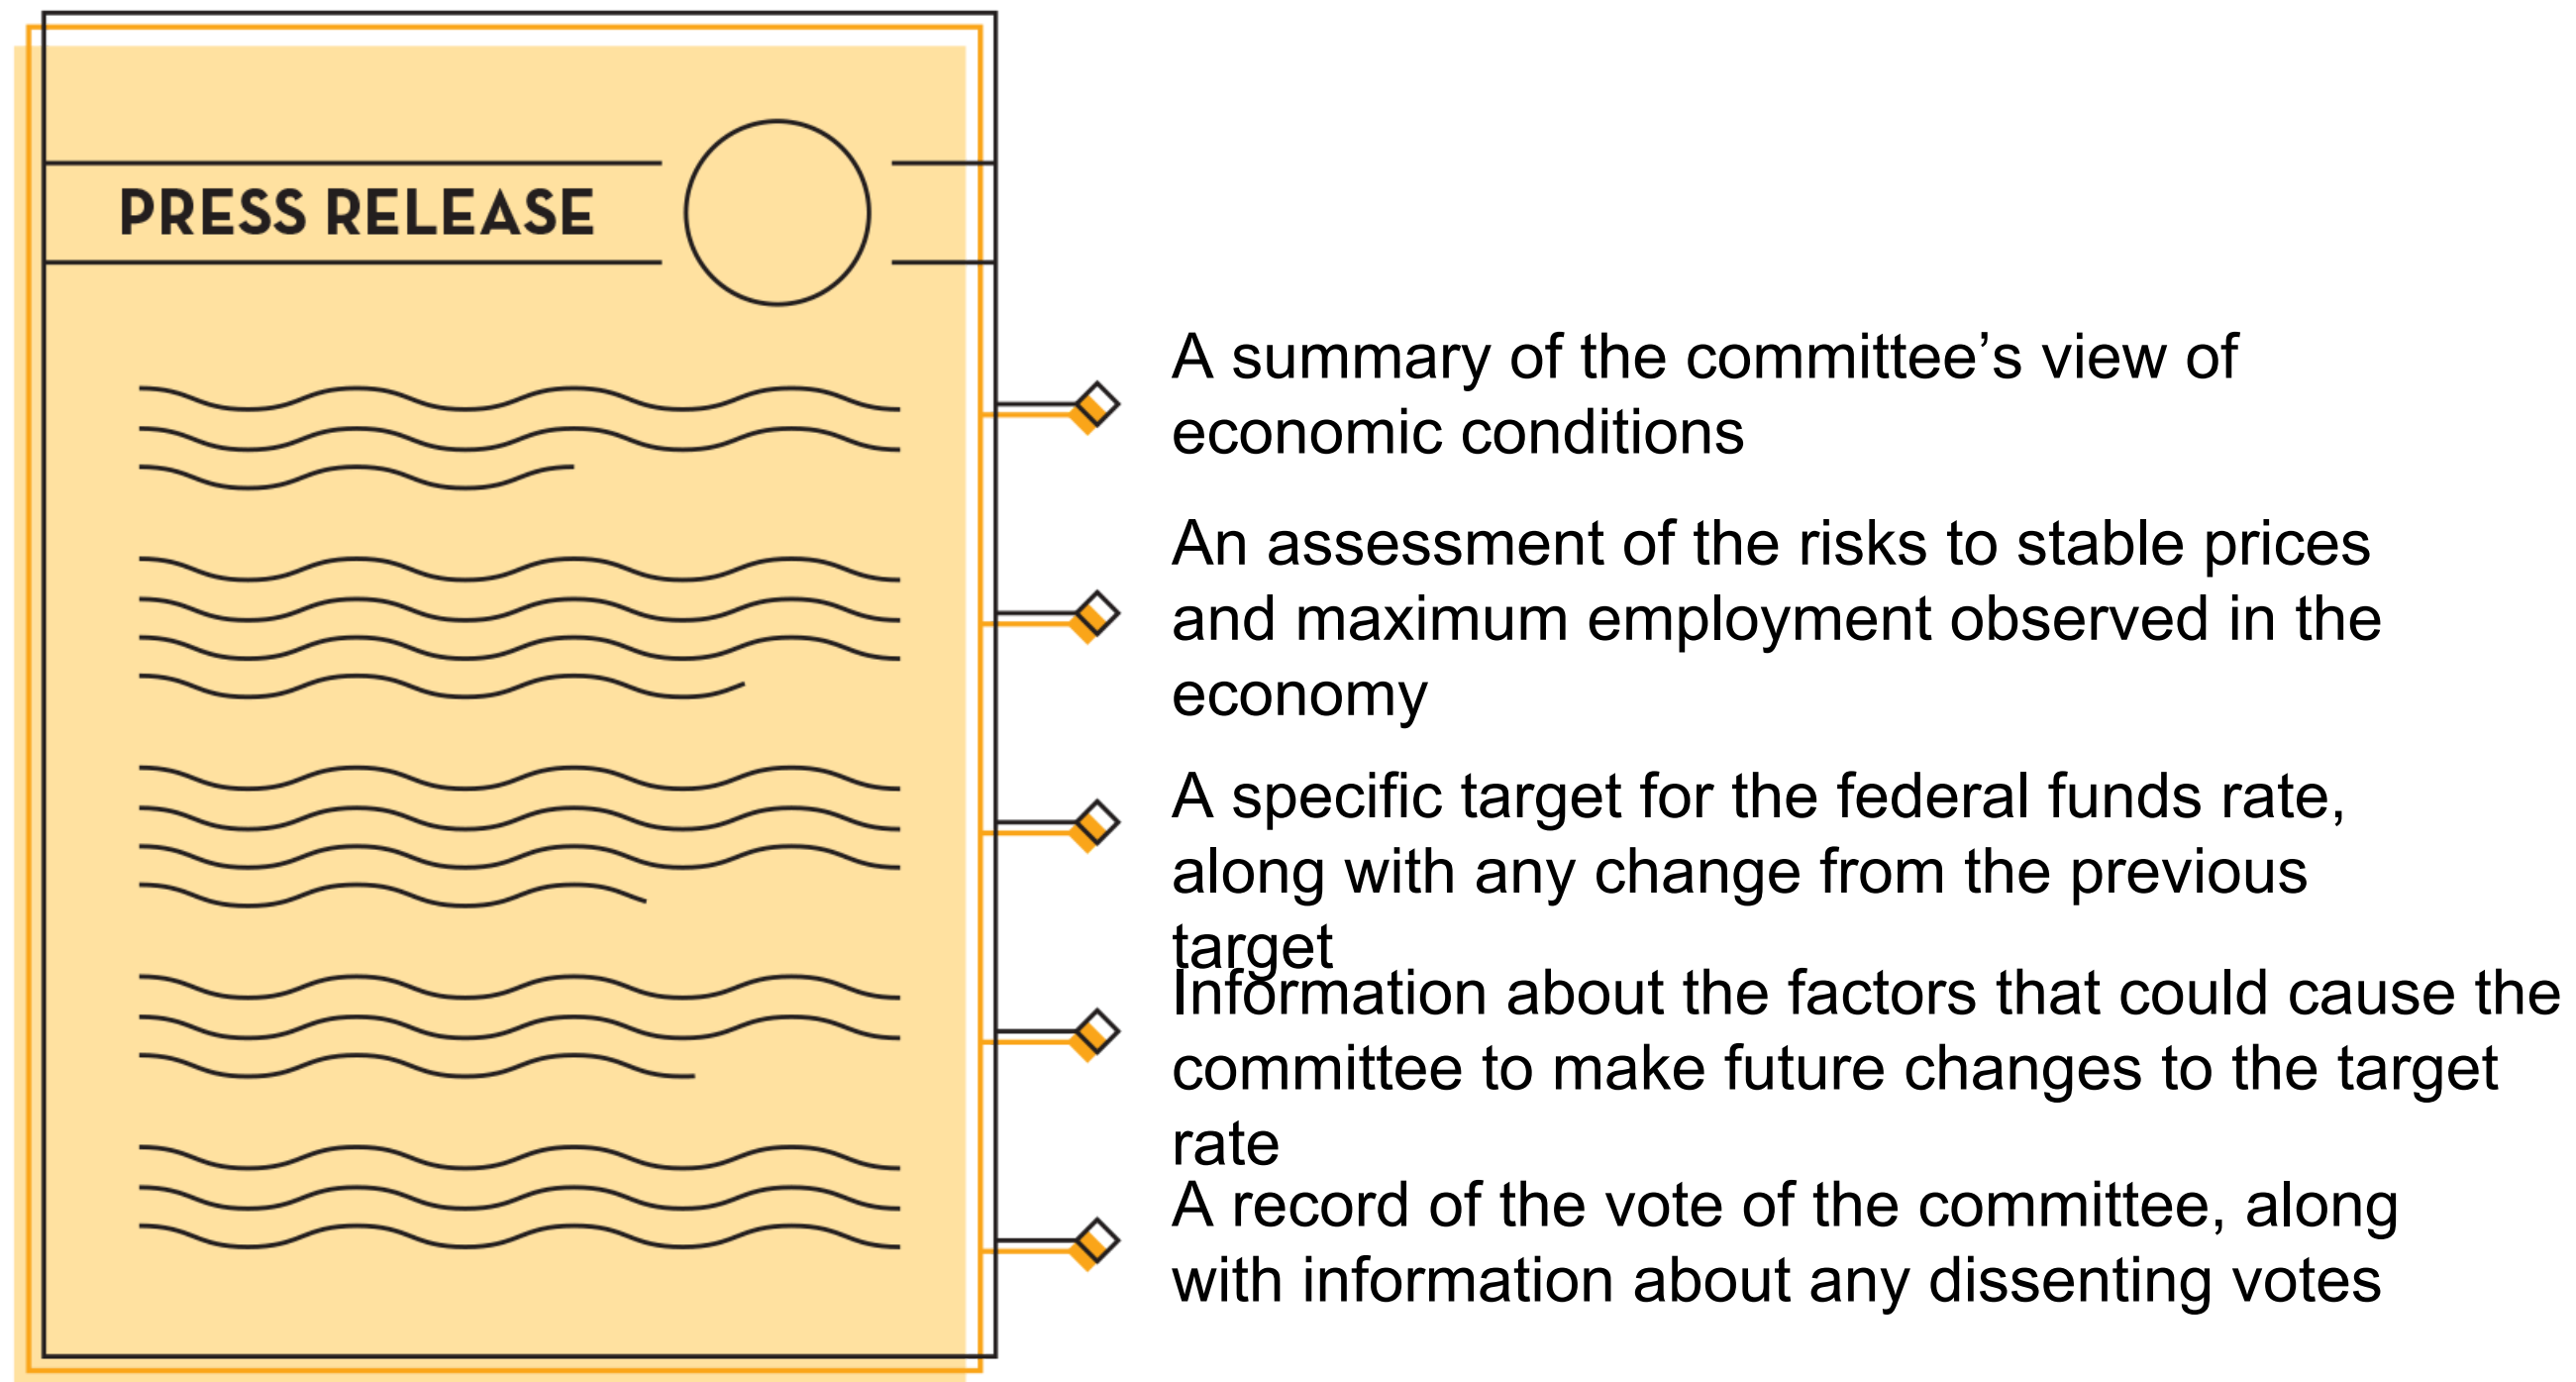 PRESS RELEASE
A summary of the committee’s view of
economic conditions
An assessment of the risks to stable prices
and maximum employment observed in the
economy
A specific target for the federal funds rate,
along with any change from the previous
target
Information about the factors that could cause the
committee to make future changes to the target
rate
A record of the vote of the committee, along
with information about any dissenting votes